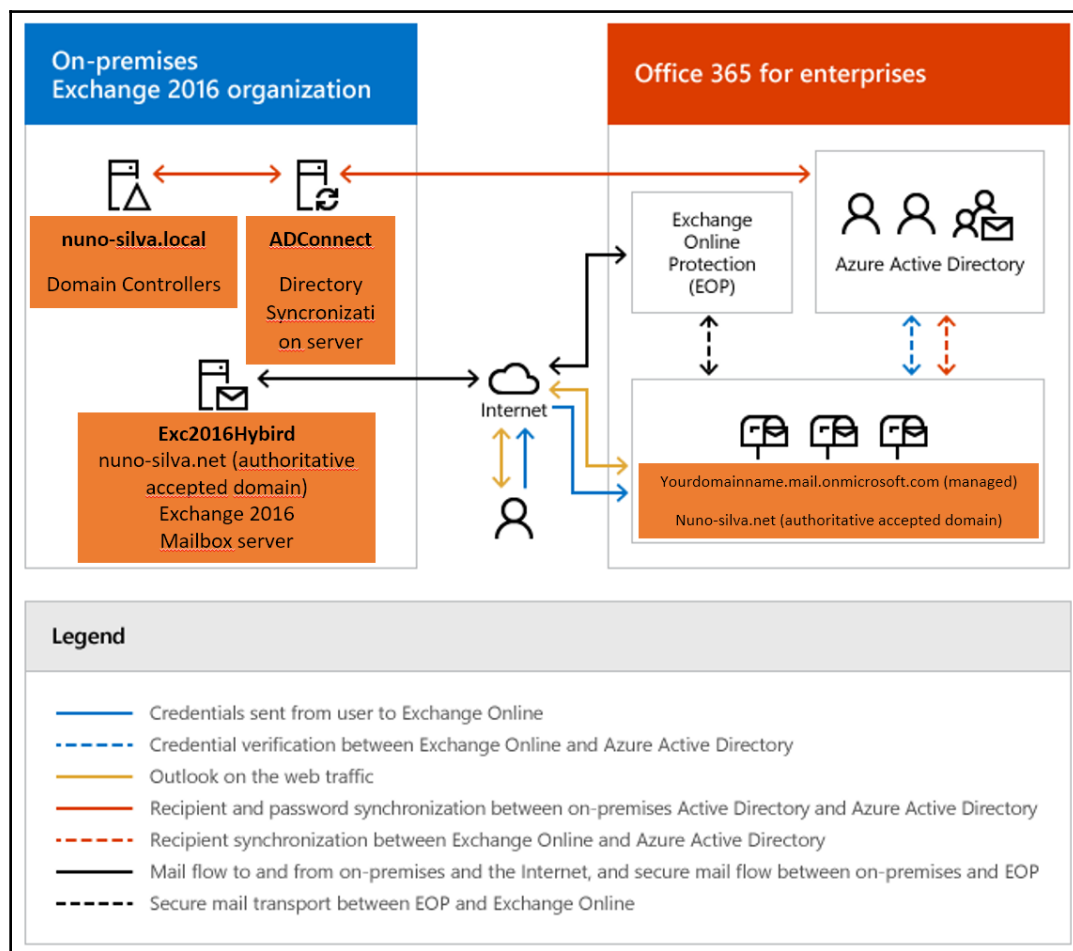 On-premises
Exchange 2016 organization
Office 365 for enterprises
nuno-silva.local
Domain Controllers
ADConnect
Directory
Syncronizati
on server
Exchange
Online
Protection
(EOP)
Azure Active Directory
Internet
Exc2016Hybird
nuno-silva.net (authoritative
accepted domain)
Exchange 2016
Mailbox server
Yourdomainname.mail.onmicrosoft.com (managed)
Nuno-silva.net (authoritative accepted domain)
Legend
Credentials sent from user to Exchange Online
Credential verification between Exchange Online and Azure Active Directory
Outlook on the web traffic
Recipient and password synchronization between on-premises Active Directory and Azure Active Directory
Recipient synchronization between Exchange Online and Azure Active Directory
Mail flow to and from on-premises and the Internet, and secure mail flow between on-premises and EOP
Secure mail transport between EOP and Exchange Online